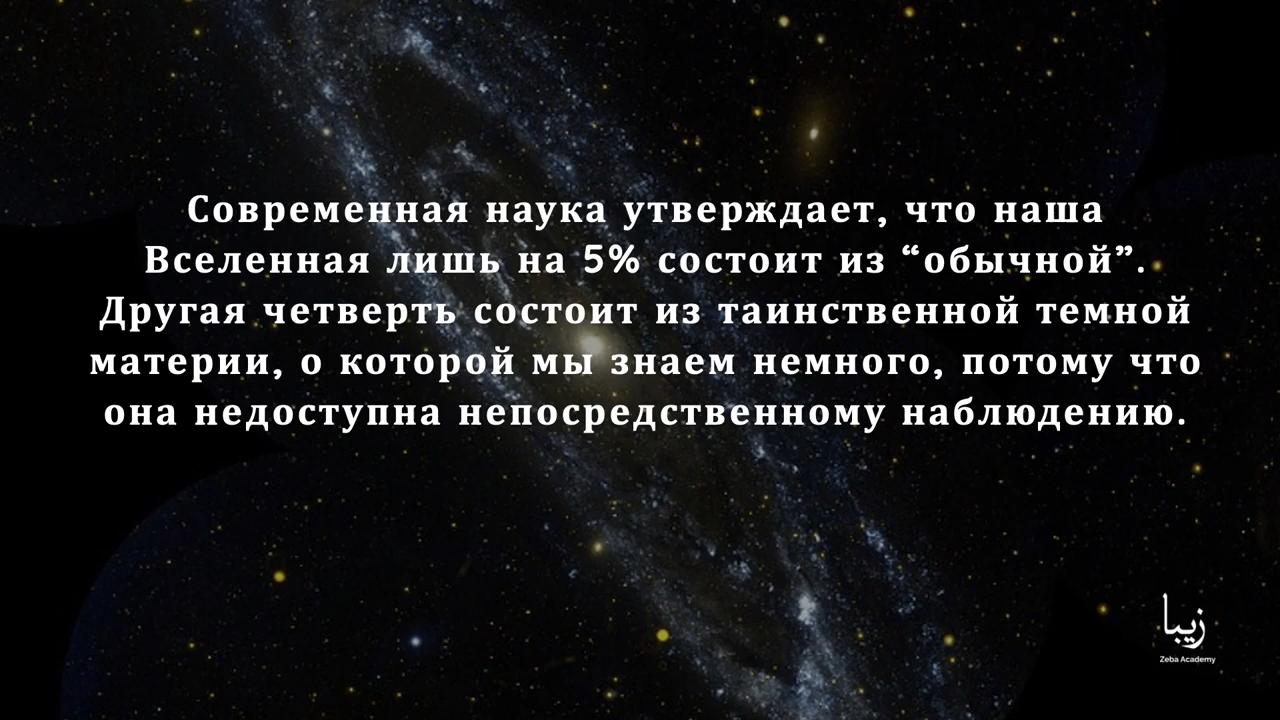 Современная наука утверждает, что наша
Вселенная лишь на 5% состоит из “обычной”.
Другая четверть состоит из таинственной темной
материи, о которой мы знаем немного, потому что
она недоступна непосредственному наблюдению.
زيبا
Zeba Academy